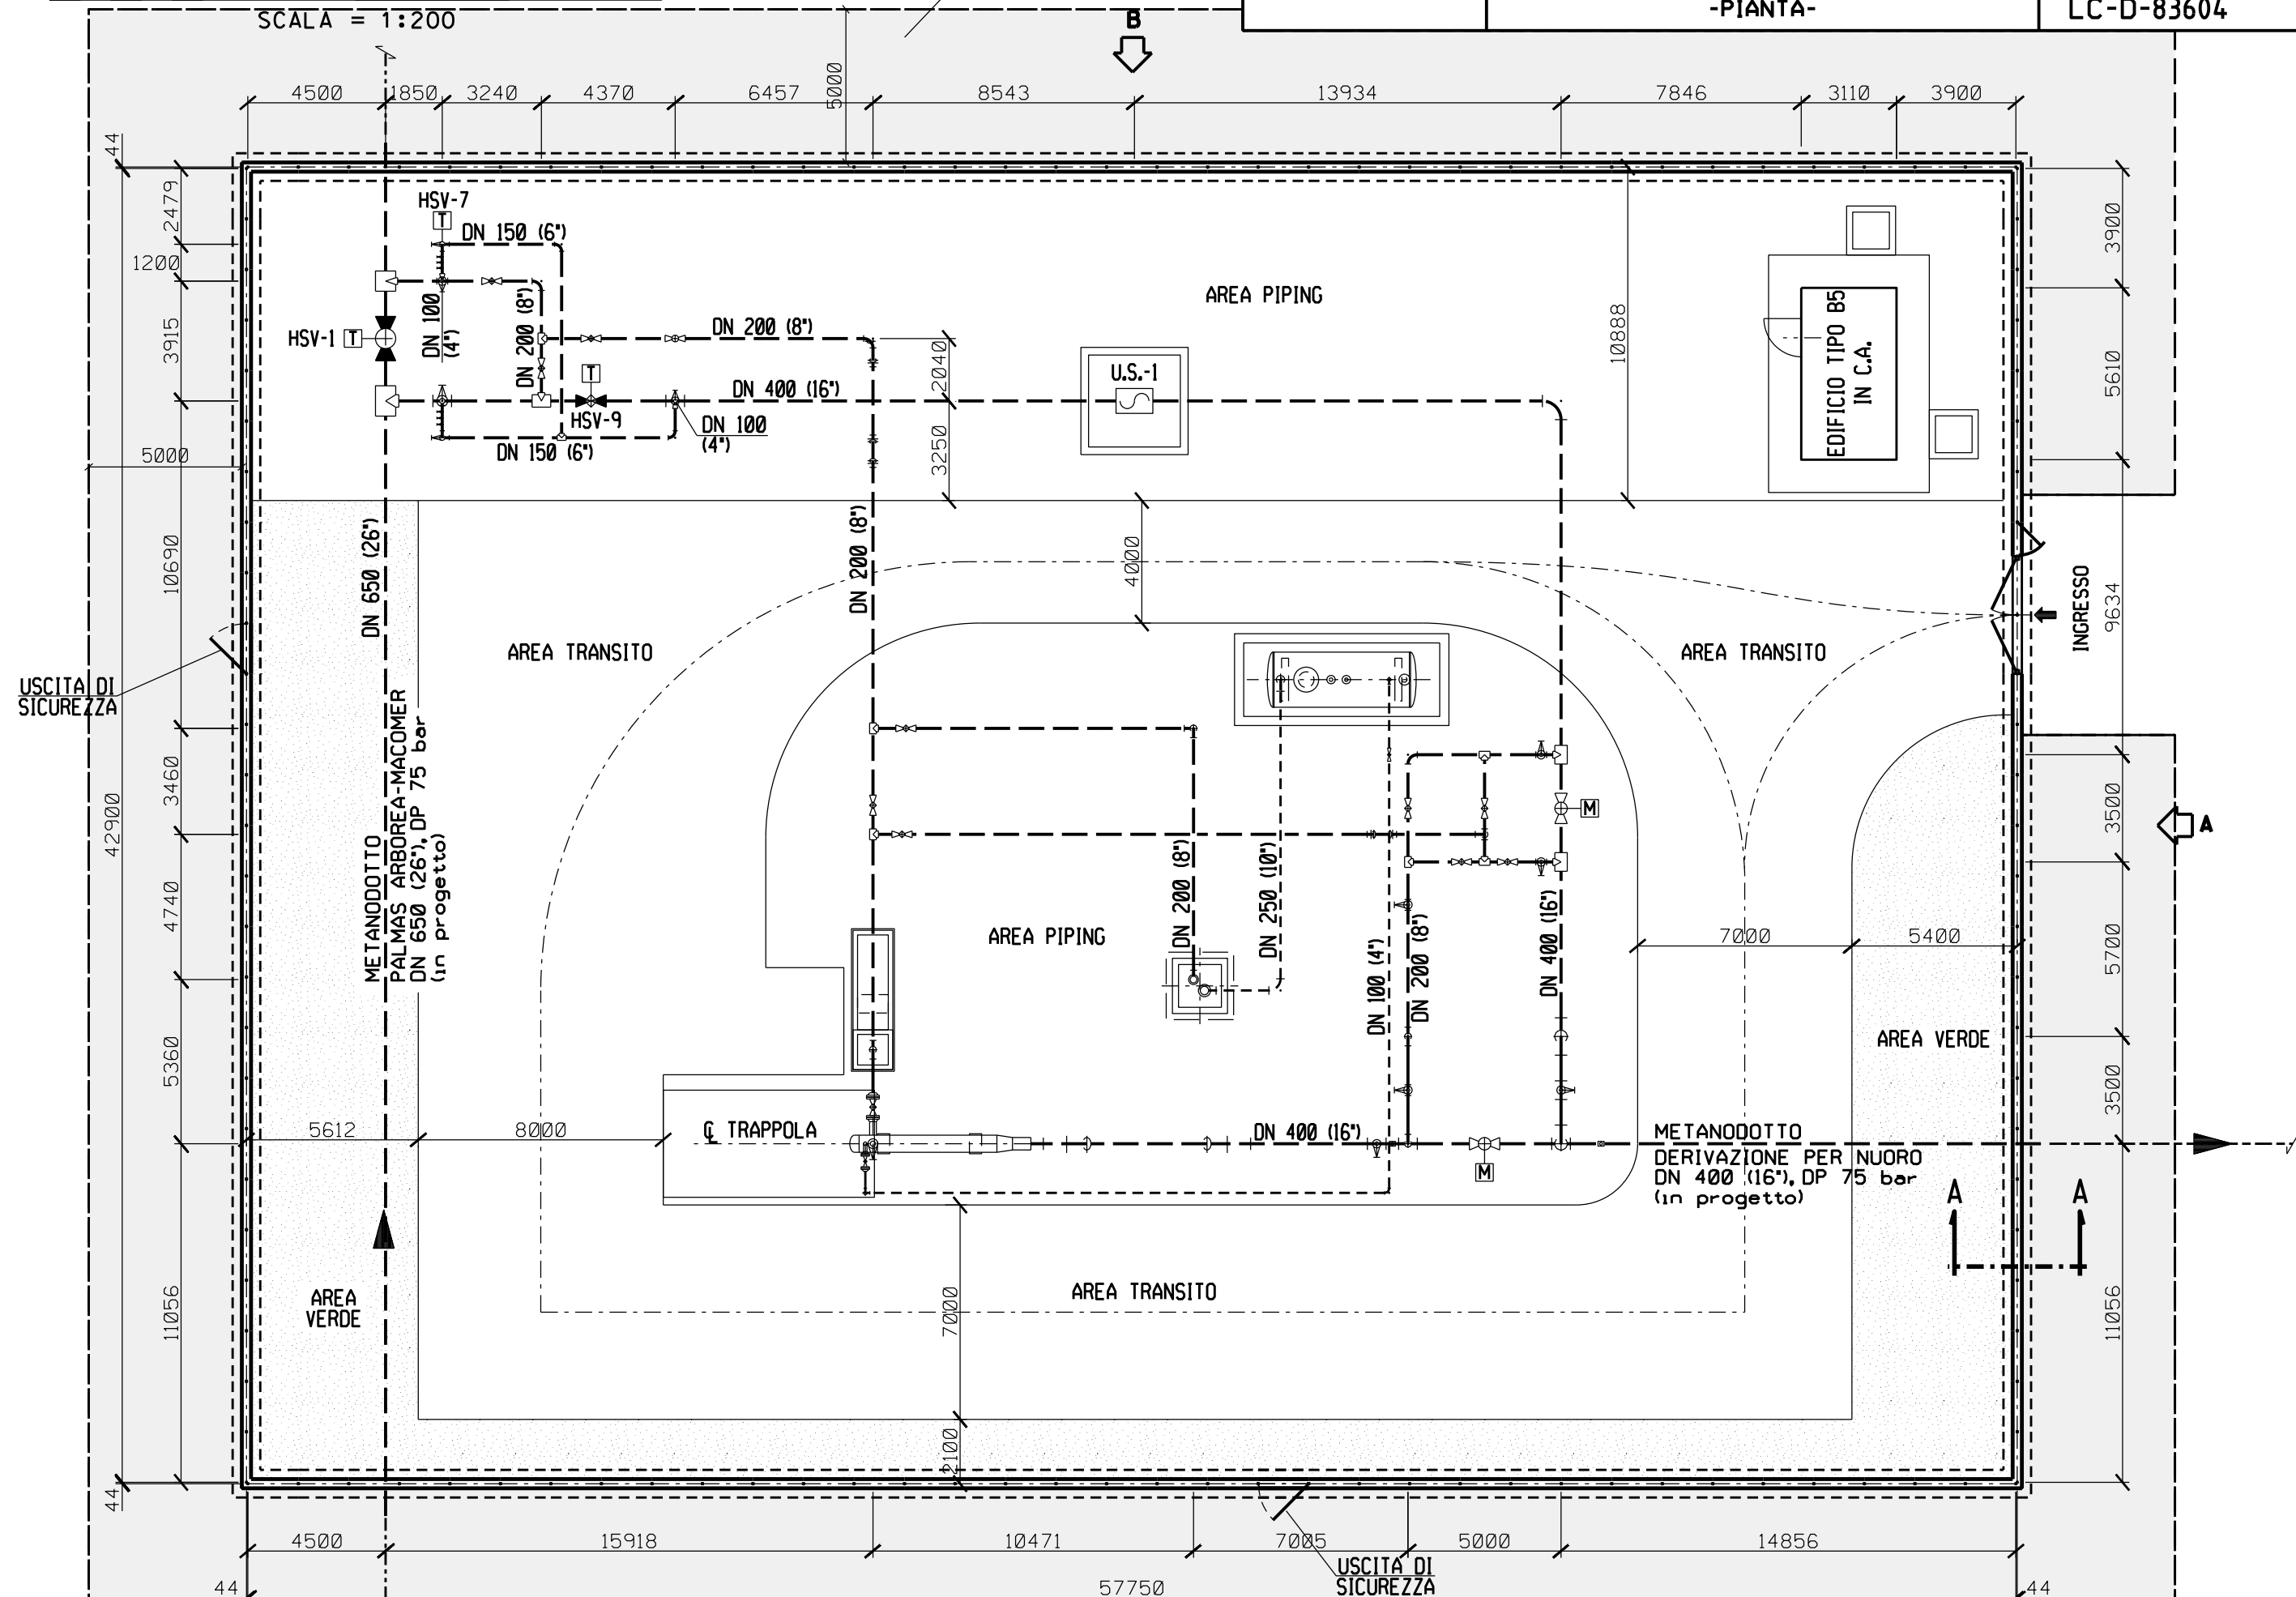 SCALA = 1:200
-PIANTA-
LC-D-83604
B
5000
4500
1850
3240
4370
6457
8543
13934
7846
3110
3900
44
2479
1200
3915
5000
10690
42900
3460
4740
5360
11056
44
HSV-7
T
DN 150 (6")
HSV-1
T
DN 100
(4")
DN 200 (8")
DN 200 (8")
T
HSV-9
DN 400 (16")
DN 150 (6")
DN 100
(4")
2040
3250
AREA PIPING
U.S.-1
10888
EDIFICIO TIPO B5
IN C.A.
3900
5610
9634
3500
5700
3500
11056
INGRESSO
A
DN 650 (26")
DN 200 (8")
4000
AREA TRANSITO
AREA TRANSITO
USCITA DI
SICUREZZA
METANODOTTO
PALMAS ARBOREA-MACOMER
DN 650 (26"), DP 75 bar
(in progetto)
M
AREA PIPING
DN 200 (8")
DN 250 (10")
DN 100 (4")
DN 200 (8")
DN 400 (16")
7000
5400
AREA VERDE
5612
8000
℄ TRAPPOLA
DN 400 (16")
M
METANODOTTO
DERIVAZIONE PER NUORO
DN 400 (16"), DP 75 bar
(in progetto)
A
A
AREA
VERDE
AREA TRANSITO
7000
2100
4500
15918
10471
7005
5000
14856
USCITA DI
SICUREZZA
44
57750
44